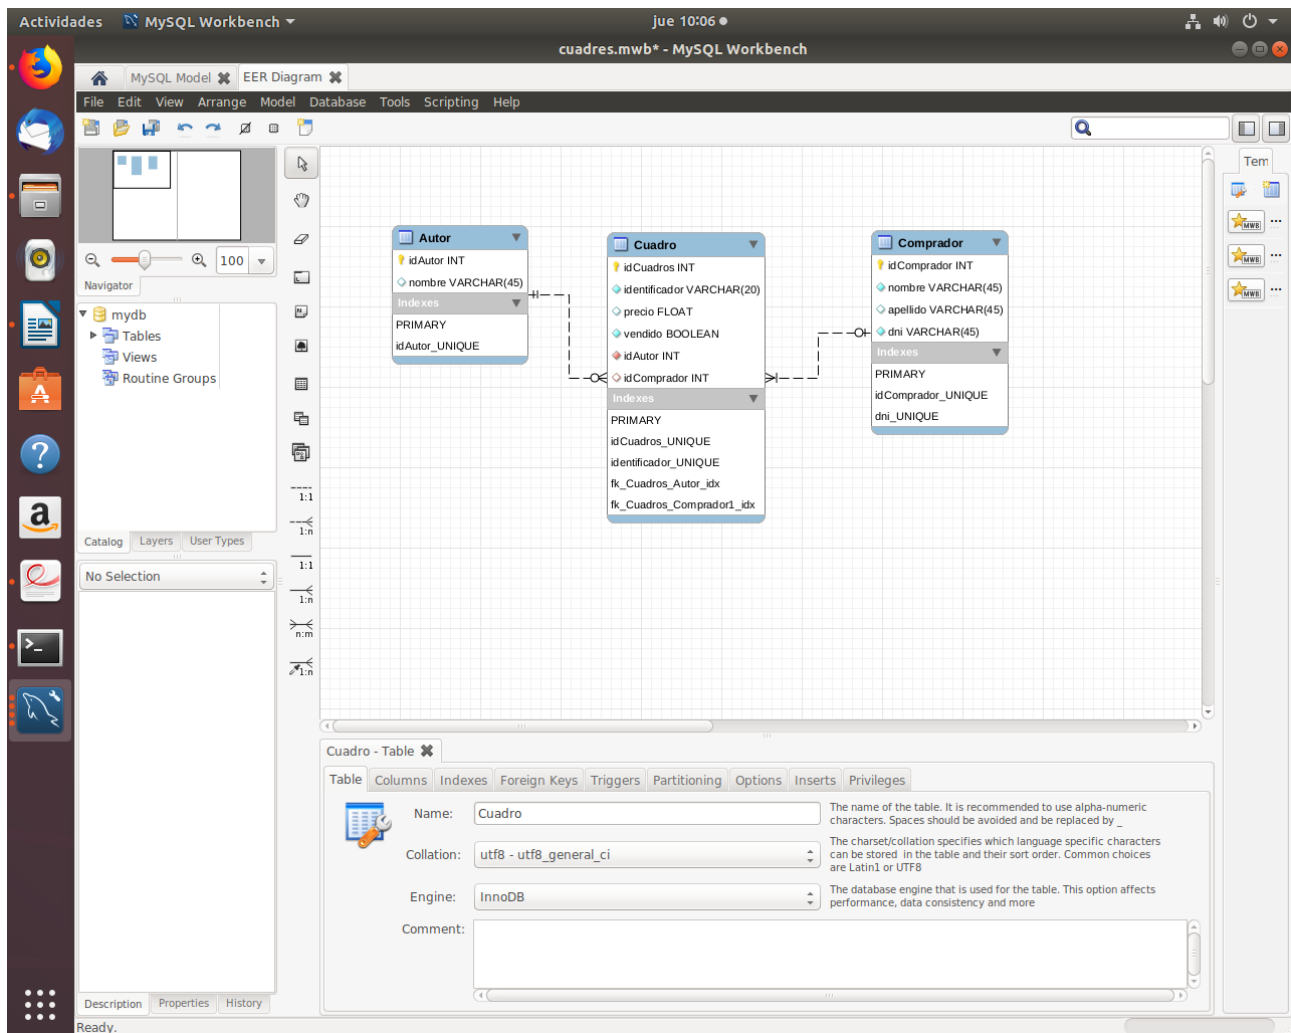 Actividades MySQL Workbench jue 10:06
cuadres.mwb* - MySQL Workbench
MySQL Model EER Diagram
File Edit View Arrange Model Database Tools Scripting Help
100
Navigator
mydb
Tables
Views
Routine Groups
Catalog Layers User Types
No Selection
Description Properties History
Ready.
1:1
1:n
1:1
1:n
n:m
1:n
Autor
idAutor INT
nombre VARCHAR(45)
Indexes
PRIMARY
idAutor_UNIQUE
Cuadro
idCuadros INT
identificador VARCHAR(20)
precio FLOAT
vendido BOOLEAN
idAutor INT
idComprador INT
Indexes
PRIMARY
idCuadros_UNIQUE
identificador_UNIQUE
fk_Cuadros_Autor_idx
fk_Cuadros_Comprador1_idx
Comprador
idComprador INT
nombre VARCHAR(45)
apellido VARCHAR(45)
dni VARCHAR(45)
Indexes
PRIMARY
idComprador_UNIQUE
dni_UNIQUE
Tem
MWB ...
MWB ...
MWB ...
Cuadro - Table
Table Columns Indexes Foreign Keys Triggers Partitioning Options Inserts Privileges
Name: Cuadro
The name of the table. It is recommended to use alpha-numeric
characters. Spaces should be avoided and be replaced by _
Collation: utf8 - utf8_general_ci
The charset/collation specifies which language specific characters
can be stored in the table and their sort order. Common choices
are Latin1 or UTF8
Engine: InnoDB
The database engine that is used for the table. This option affects
performance, data consistency and more
Comment: